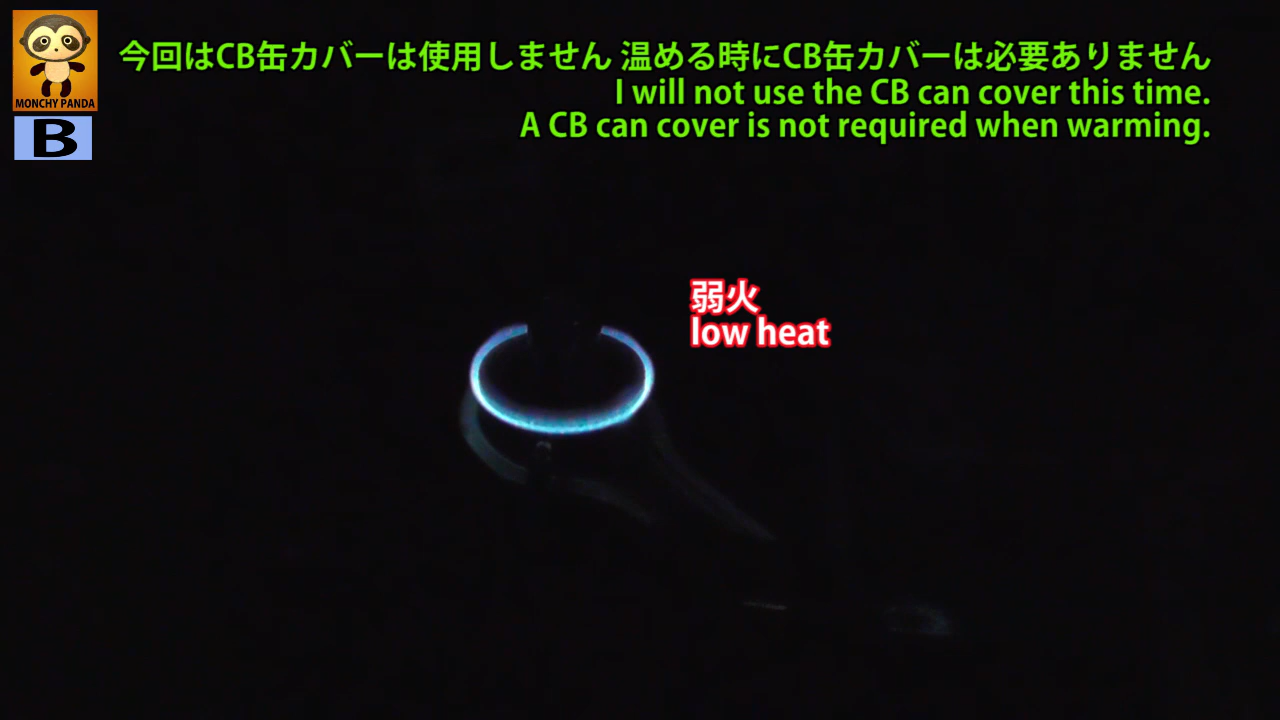 MONCHY PANDA
B
今回はCB缶カバーは使用しません 温める時にCB缶カバーは必要ありません
I will not use the CB can cover this time.
A CB can cover is not required when warming.
弱火
low heat